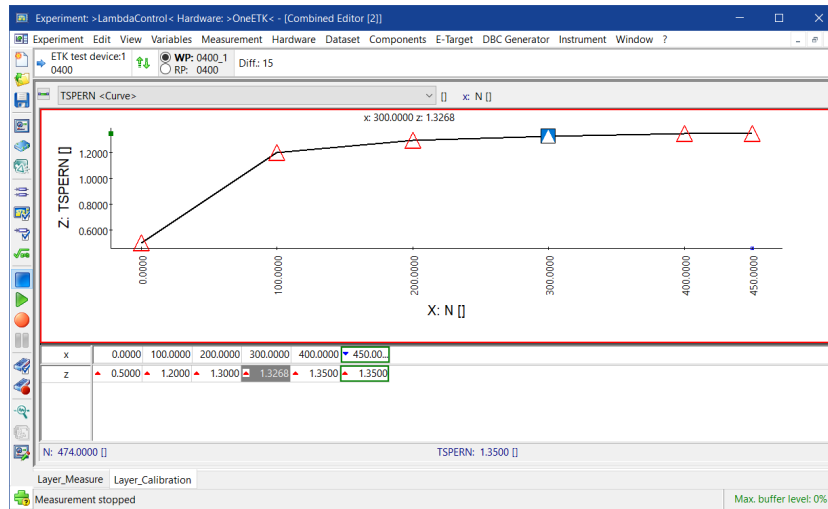 Experiment: >LambdaControl< Hardware: >OneETK< - [Combined Editor [2]]
Experiment Edit View Variables Measurement Hardware Dataset Components E-Target DBC Generator Instrument Window ?
ETK test device:1
0400
WP: 0400_1
RP: 0400
Diff.: 15
TSPERN <Curve>
[] x: N []
x: 300.0000 z: 1.3268
Z: TSPERN []
1.2000
1.0000
0.8000
0.6000
0.0000
100.0000
200.0000
300.0000
400.0000
450.0000
X: N []
x 0.0000 100.0000 200.0000 300.0000 400.0000 450.00...
z 0.5000 1.2000 1.3000 1.3268 1.3500 1.3500
N: 474.0000 [] TSPERN: 1.3500 []
Layer_Measure Layer_Calibration
Measurement stopped Max. buffer level: 0%